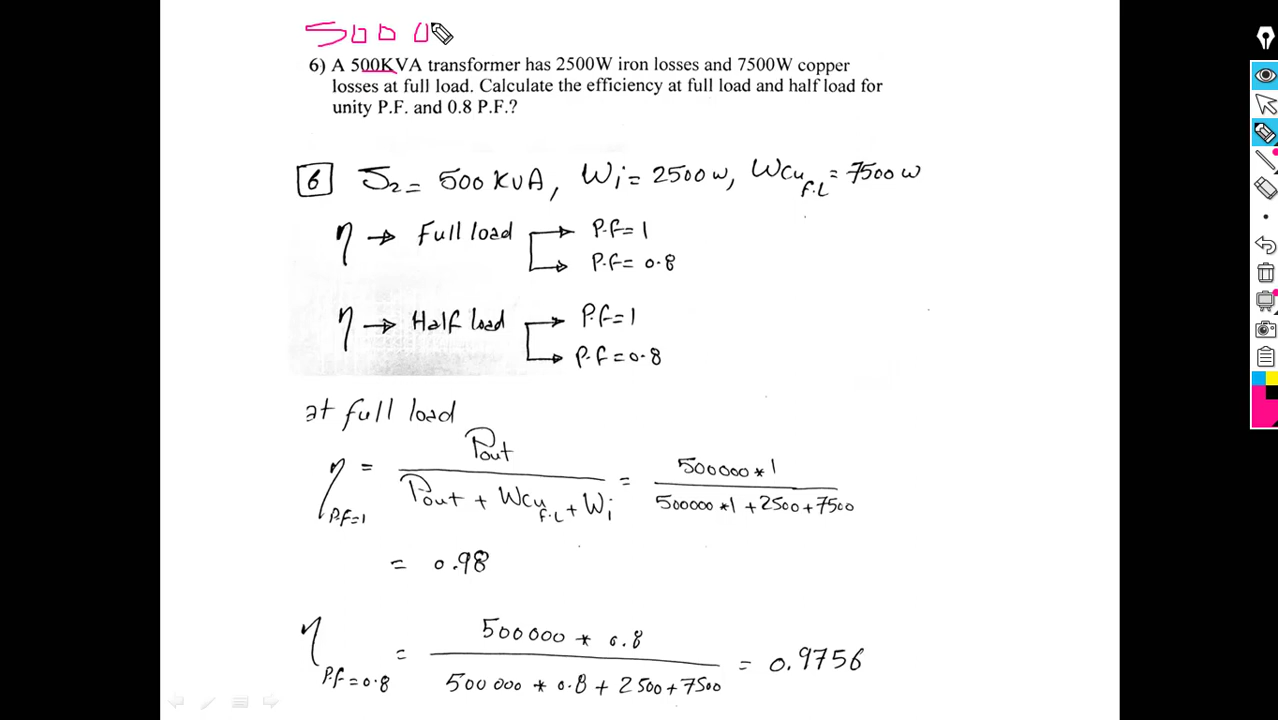 500 0
6) A 500KVA transformer has 2500W iron losses and 7500W copper
losses at full load. Calculate the efficiency at full load and half load for
unity P.F. and 0.8 P.F.?
6 S2 = 500 KVA, Wi = 2500 w, Wcu f.L = 7500 w
η → Full load → P.f = 1
→ P.f = 0.8
η → Half load → P.f = 1
→ P.f = 0.8
at full load
η P.f=1 = Pout / (Pout + Wcu f.L + Wi) = 500000 * 1 / (500000 * 1 + 2500 + 7500)
= 0.98
η P.f=0.8 = 500000 * 0.8 / (500000 * 0.8 + 2500 + 7500) = 0.9756